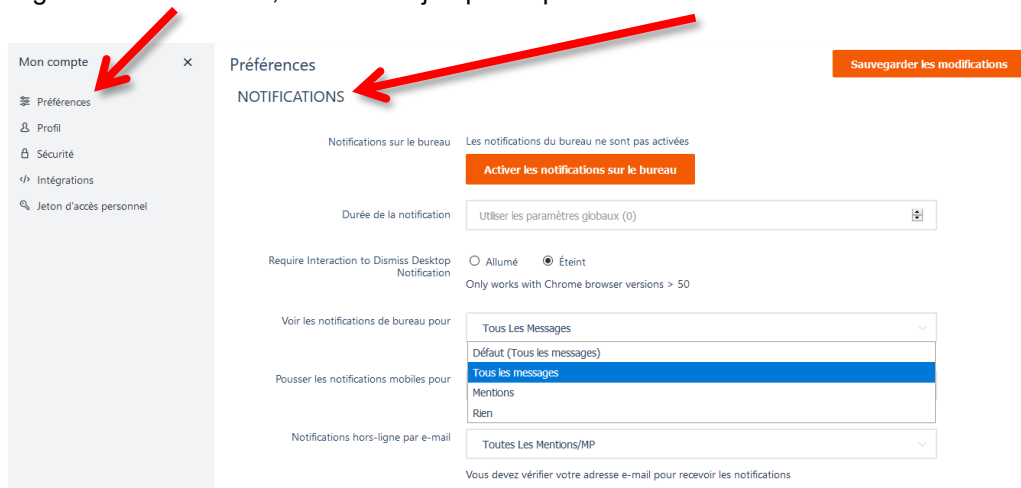 Mon compte
×
Préférences
Profil
Sécurité
Intégrations
Jeton d'accès personnel
Préférences
Sauvegarder les modifications
NOTIFICATIONS
Notifications sur le bureau
Les notifications du bureau ne sont pas activées
Activer les notifications sur le bureau
Durée de la notification
Utiliser les paramètres globaux (0)
Require Interaction to Dismiss Desktop
Notification
Allumé
Éteint
Only works with Chrome browser versions > 50
Voir les notifications de bureau pour
Tous Les Messages
Défaut (Tous les messages)
Tous les messages
Mentions
Rien
Pousser les notifications mobiles pour
Notifications hors-ligne par e-mail
Toutes Les Mentions/MP
Vous devez vérifier votre adresse e-mail pour recevoir les notifications